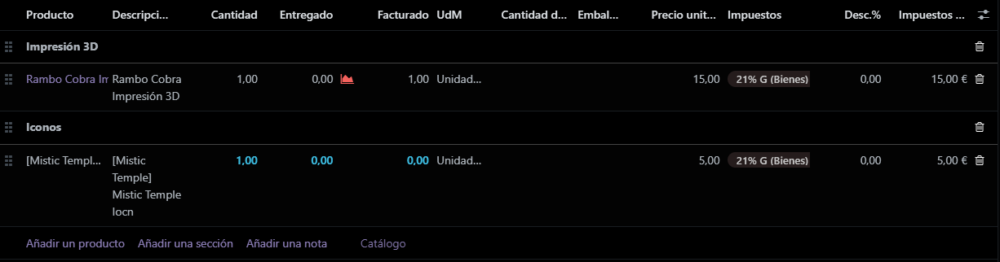 Producto Descripci... Cantidad Entregado Facturado UdM Cantidad d... Embal... Precio unit... Impuestos Desc.% Impuestos ...
Impresión 3D
Rambo Cobra Im Rambo Cobra 1,00 0,00 1,00 Unidad... 15,00 21% G (Bienes) 0,00 15,00 €
Impresión 3D
Iconos
[Mistic Templ... [Mistic 1,00 0,00 0,00 Unidad... 5,00 21% G (Bienes) 0,00 5,00 €
Temple]
Mistic Temple
Iocn
Añadir un producto Añadir una sección Añadir una nota Catálogo